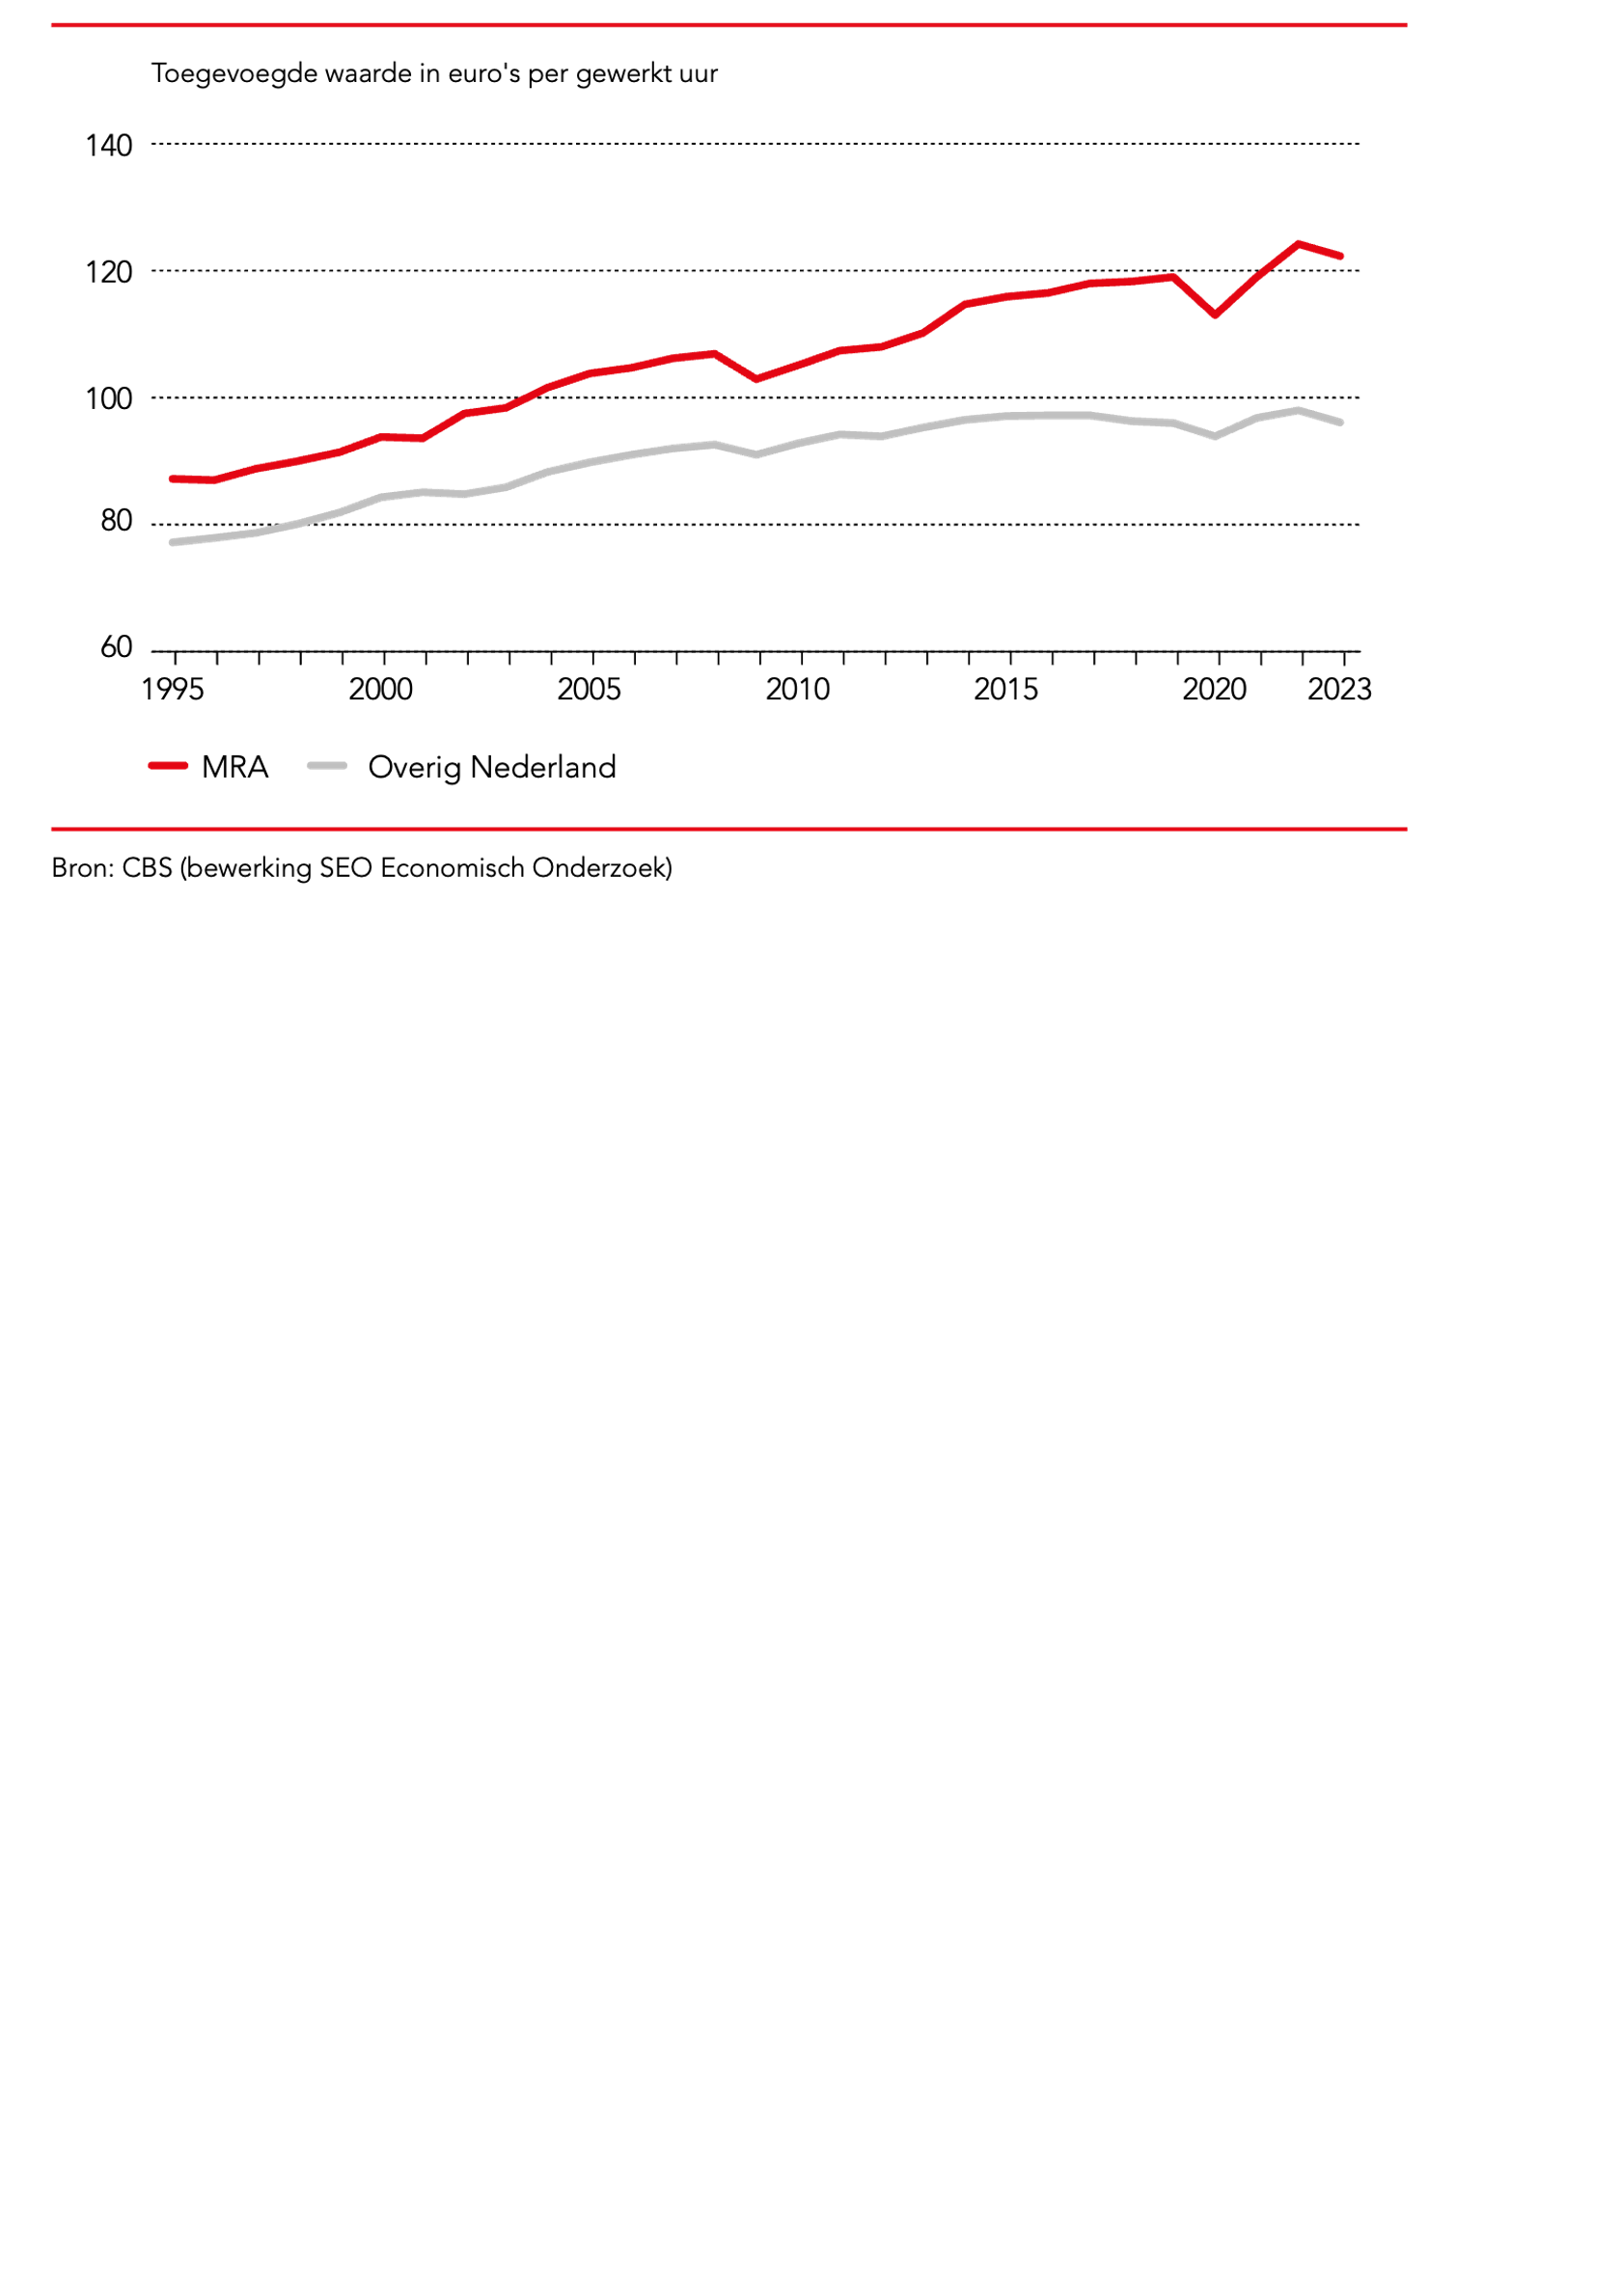 Toegevoegde waarde in euro's per gewerkt uur
140
120
100
80
60
1995 2000 2005 2010 2015 2020 2023
MRA Overig Nederland
Bron: CBS (bewerking SEO Economisch Onderzoek)